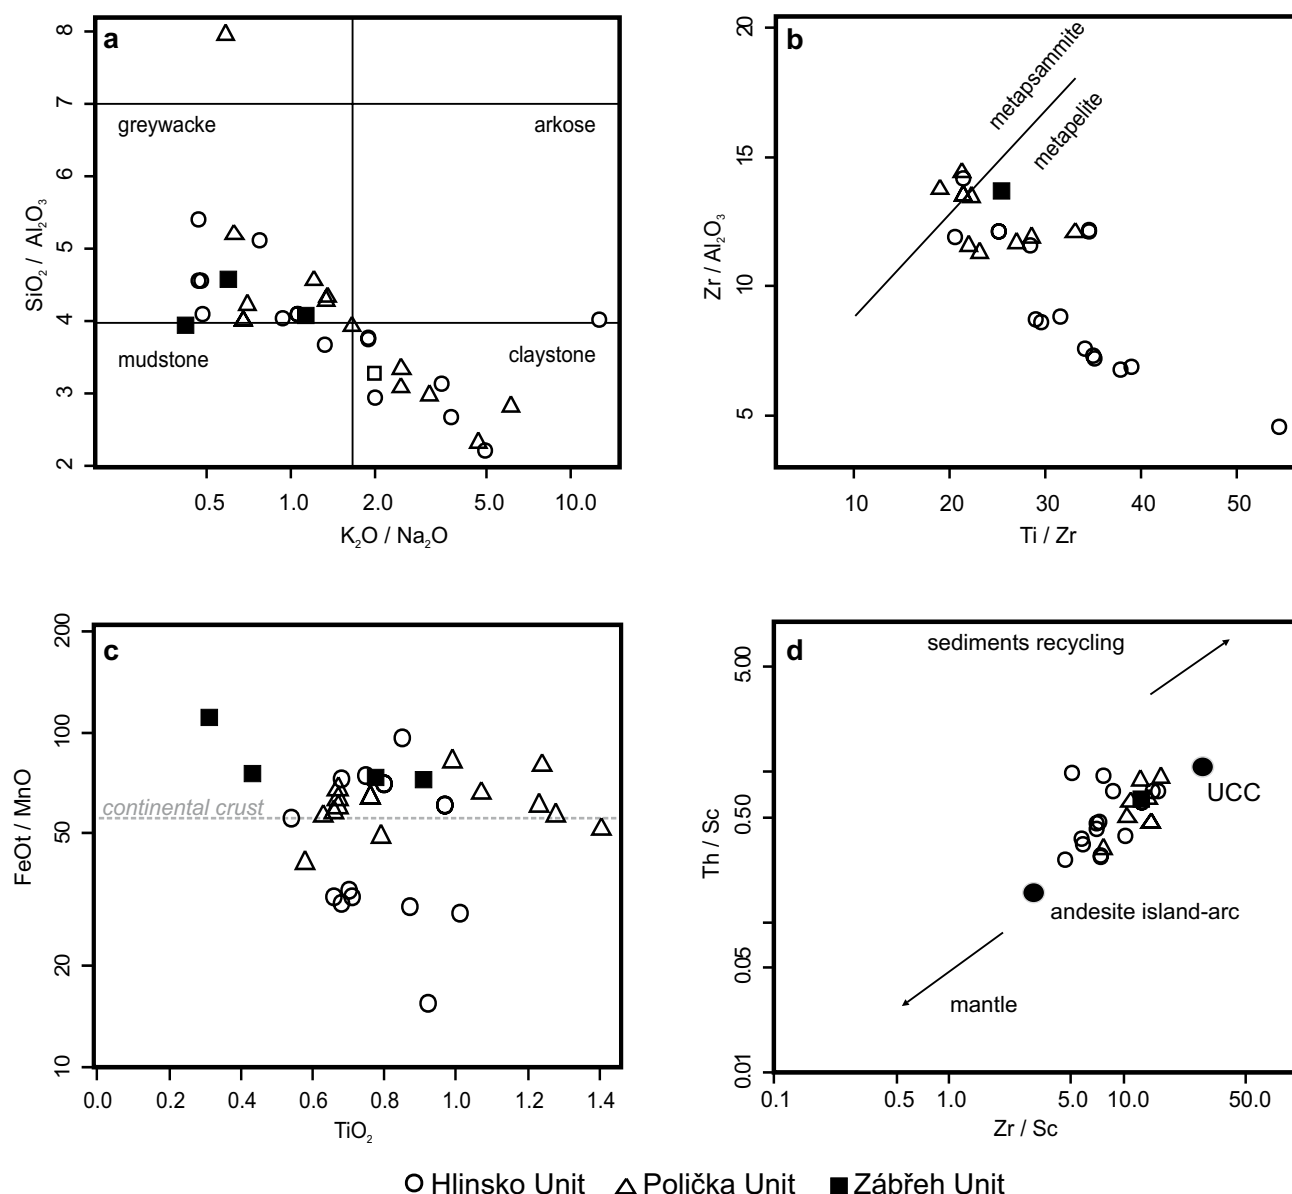 a
8
7
6
5
4
3
2
SiO₂ / Al₂O₃
greywacke
arkose
mudstone
claystone
0.5 1.0 2.0 5.0 10.0
K₂O / Na₂O
b
20
15
10
5
Zr / Al₂O₃
metapsammite
metapelite
10 20 30 40 50
Ti / Zr
c
200
100
50
20
10
FeOt / MnO
continental crust
0.0 0.2 0.4 0.6 0.8 1.0 1.2 1.4
TiO₂
d
5.00
0.50
0.05
0.01
Th / Sc
sediments recycling
UCC
andesite island-arc
mantle
0.1 0.5 1.0 5.0 10.0 50.0
Zr / Sc
Hlinsko Unit Polička Unit Zábřeh Unit